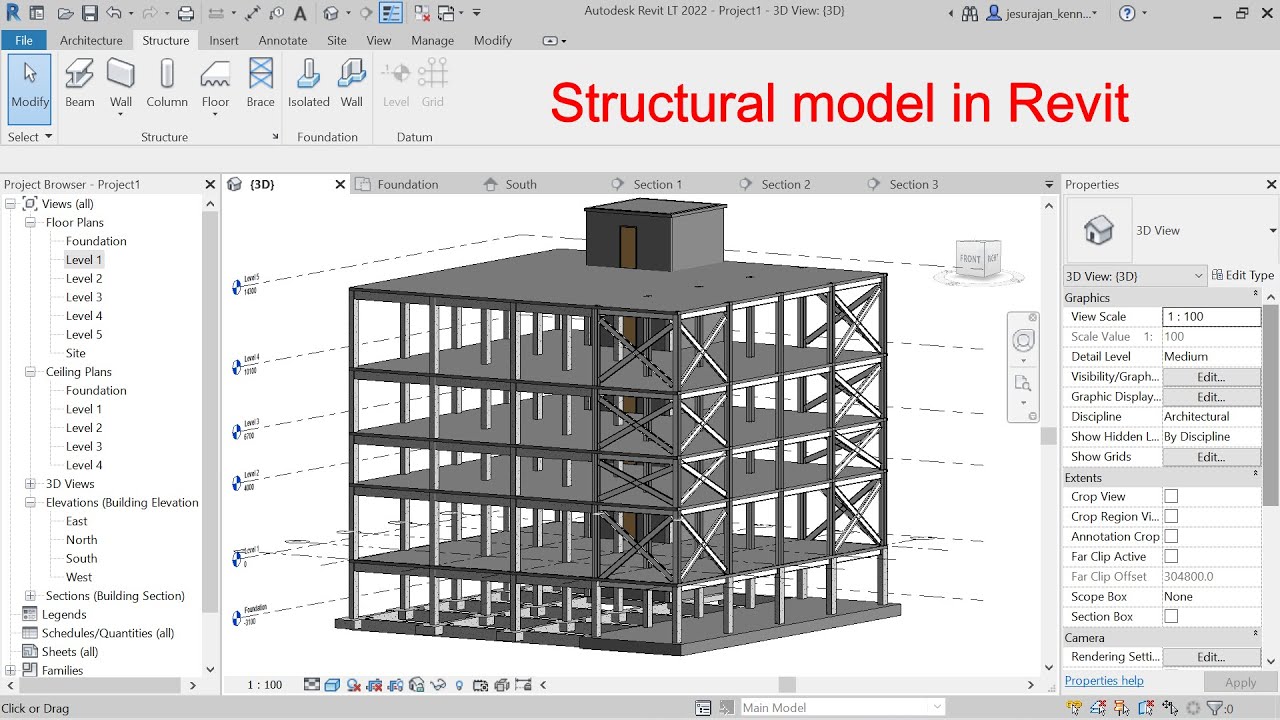 Autodesk Revit LT 2022 - Project1 - 3D View: {3D}
jesurajan_kenn...
File Architecture Structure Insert Annotate Site View Manage Modify
Modify Beam Wall Column Floor Brace Isolated Wall Level Grid
Select Structure Foundation Datum
Structural model in Revit
Project Browser - Project1
Views (all)
Floor Plans
Foundation
Level 1
Level 2
Level 3
Level 4
Level 5
Site
Ceiling Plans
Foundation
Level 1
Level 2
Level 3
Level 4
3D Views
Elevations (Building Elevation
East
North
South
West
Sections (Building Section)
Legends
Schedules/Quantities (all)
Sheets (all)
Families
{3D} Foundation South Section 1 Section 2 Section 3
Level 5
14300
Level 4
10100
Level 3
6700
Level 2
4000
Level 1
0
Foundation
-3100
FRONT
1 : 100
Properties
3D View
3D View: {3D} Edit Type
Graphics
View Scale 1 : 100
Scale Value 1: 100
Detail Level Medium
Visibility/Graph... Edit...
Graphic Display... Edit...
Discipline Architectural
Show Hidden L... By Discipline
Show Grids Edit...
Extents
Crop View
Crop Region Vi...
Annotation Crop
Far Clip Active
Far Clip Offset 304800.0
Scope Box None
Section Box
Camera
Rendering Setti... Edit...
Properties help Apply
Click or Drag
Main Model
:0